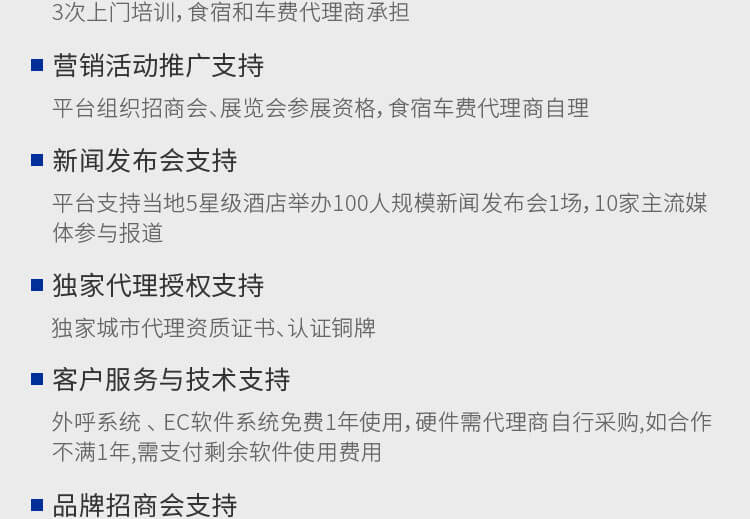 3次上门培训，食宿和车费代理商承担
营销活动推广支持
平台组织招商会、展览会参展资格，食宿车费代理商自理
新闻发布会支持
平台支持当地5星级酒店举办100人规模新闻发布会1场，10家主流媒
体参与报道
独家代理授权支持
独家城市代理资质证书、认证铜牌
客户服务与技术支持
外呼系统 、EC软件系统免费1年使用，硬件需代理商自行采购,如合作
不满1年,需支付剩余软件使用费用
品牌招商会支持